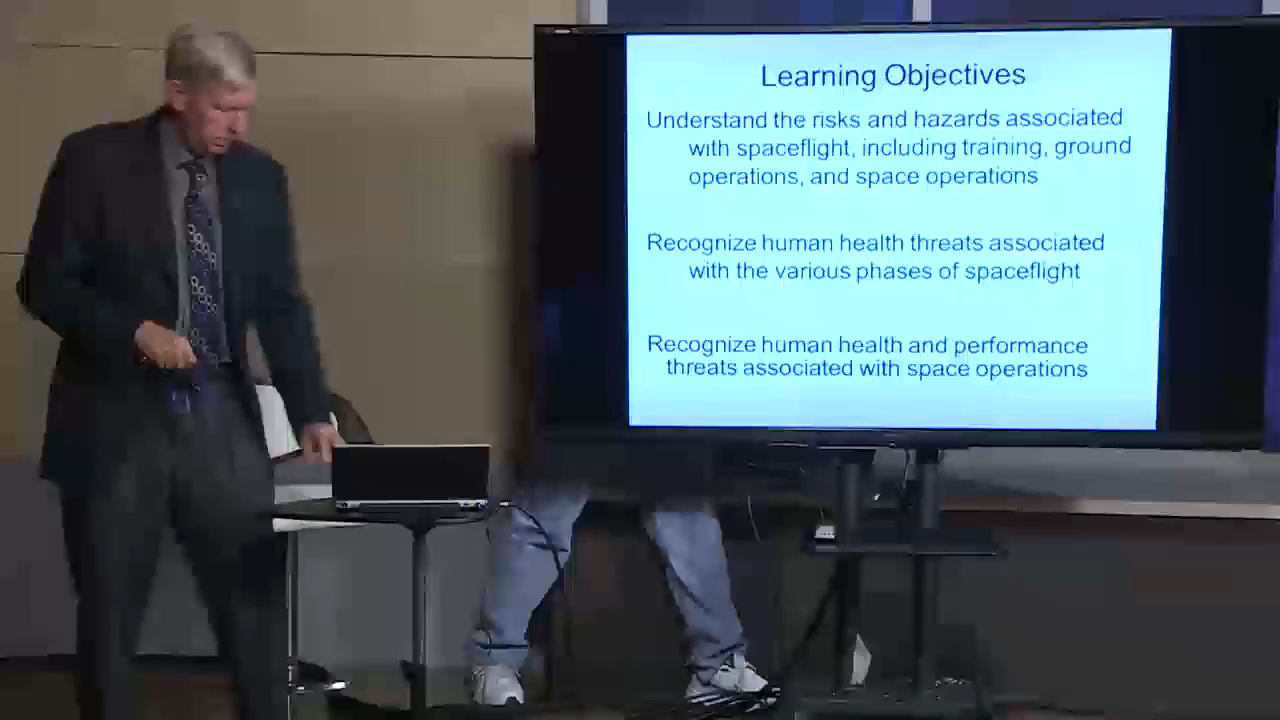 Learning Objectives
Understand the risks and hazards associated
with spaceflight, including training, ground
operations, and space operations
Recognize human health threats associated
with the various phases of spaceflight
Recognize human health and performance
threats associated with space operations